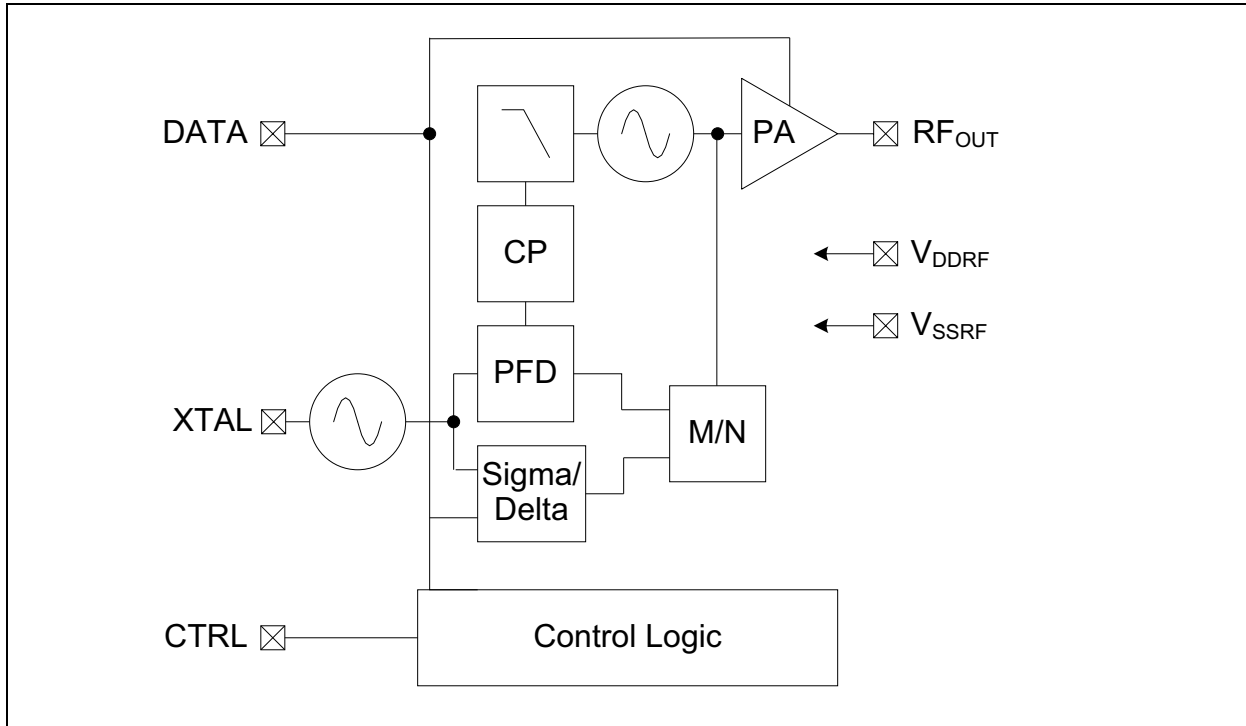 DATA
PA
RFOUT
CP
VDDRF
VSSRF
PFD
XTAL
M/N
Sigma/
Delta
CTRL
Control Logic